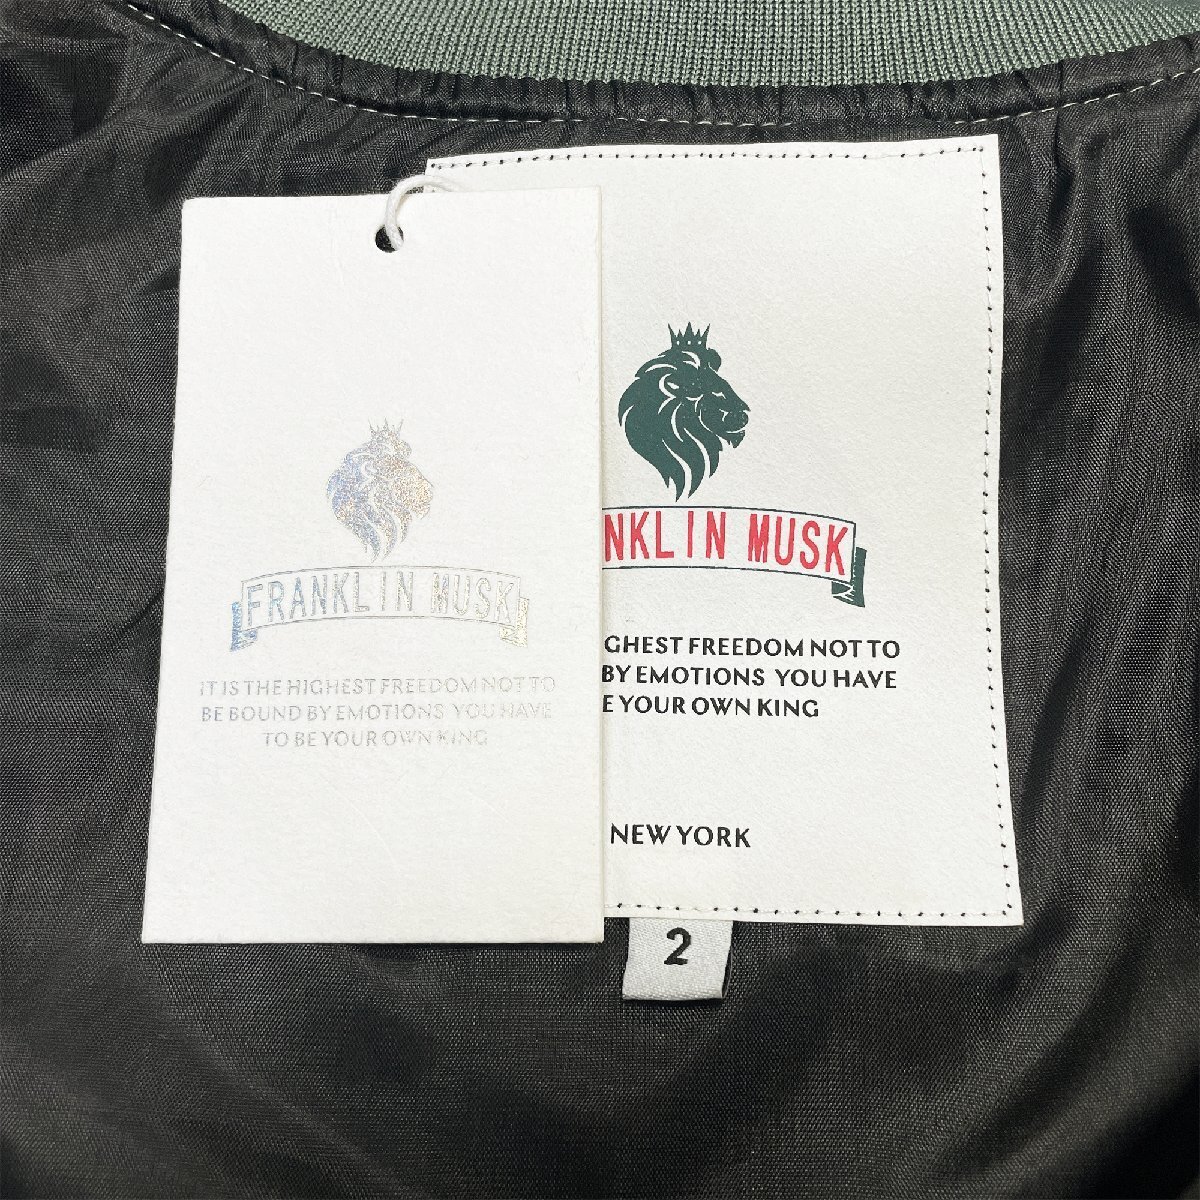 FRANKLIN MUSK
IT IS THE HIGHEST FREEDOM NOT TO
BE BOUND BY EMOTIONS YOU HAVE
TO BE YOUR OWN KING
NKLIN MUSK
GHEST FREEDOM NOT TO
BY EMOTIONS YOU HAVE
E YOUR OWN KING
NEW YORK
2